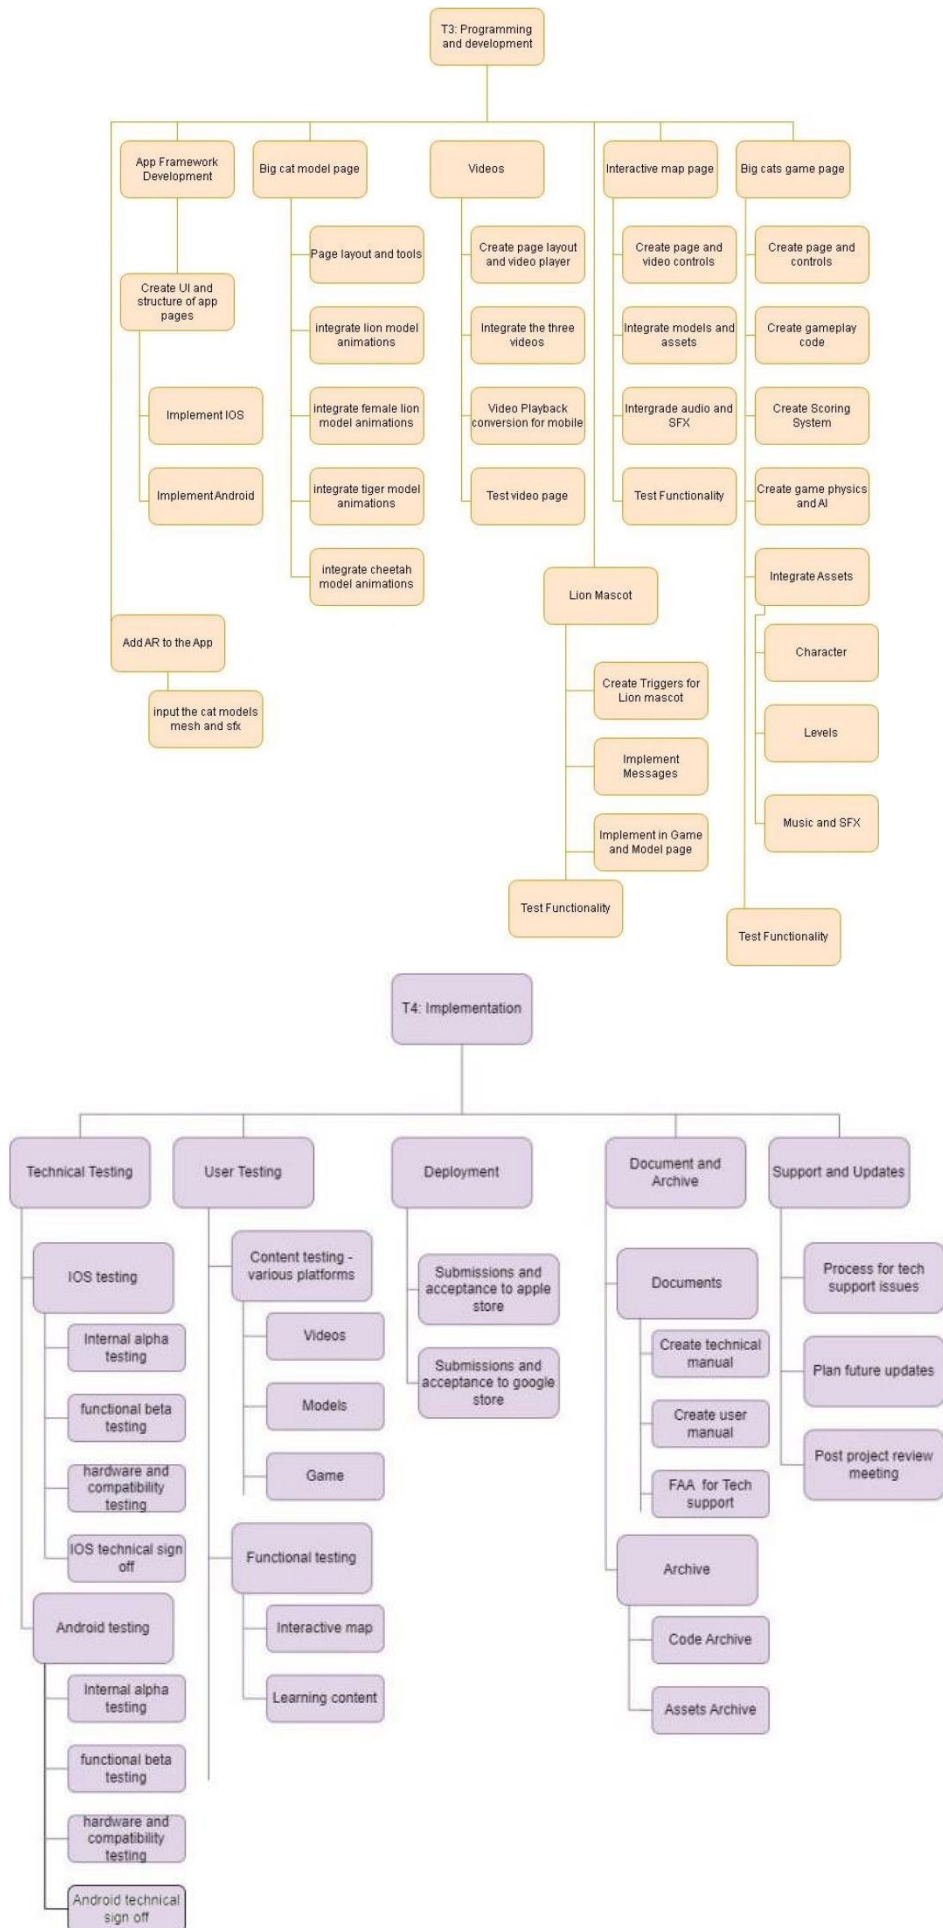 T3: Programming
and development
App Framework
Development
Create UI and
structure of app
pages
Implement IOS
Implement Android
Add AR to the App
input the cat models
mesh and sfx
Big cat model page
Page layout and tools
integrate lion model
animations
integrate female lion
model animations
integrate tiger model
animations
integrate cheetah
model animations
Videos
Create page layout
and video player
Integrate the three
videos
Video Playback
conversion for mobile
Test video page
Lion Mascot
Create Triggers for
Lion mascot
Implement
Messages
Implement in Game
and Model page
Test Functionality
Interactive map page
Create page and
video controls
Integrate models and
assets
Intergrade audio and
SFX
Test Functionality
Big cats game page
Create page and
controls
Create gameplay
code
Create Scoring
System
Create game physics
and AI
Integrate Assets
Character
Levels
Music and SFX
Test Functionality
T4: Implementation
Technical Testing
IOS testing
Internal alpha
testing
functional beta
testing
hardware and
compatibility
testing
IOS technical sign
off
Android testing
Internal alpha
testing
functional beta
testing
hardware and
compatibility
testing
Android technical
sign off
User Testing
Content testing -
various platforms
Videos
Models
Game
Functional testing
Interactive map
Learning content
Deployment
Submissions and
acceptance to apple
store
Submissions and
acceptance to google
store
Document and
Archive
Documents
Create technical
manual
Create user
manual
FAA for Tech
support
Archive
Code Archive
Assets Archive
Support and Updates
Process for tech
support issues
Plan future updates
Post project review
meeting